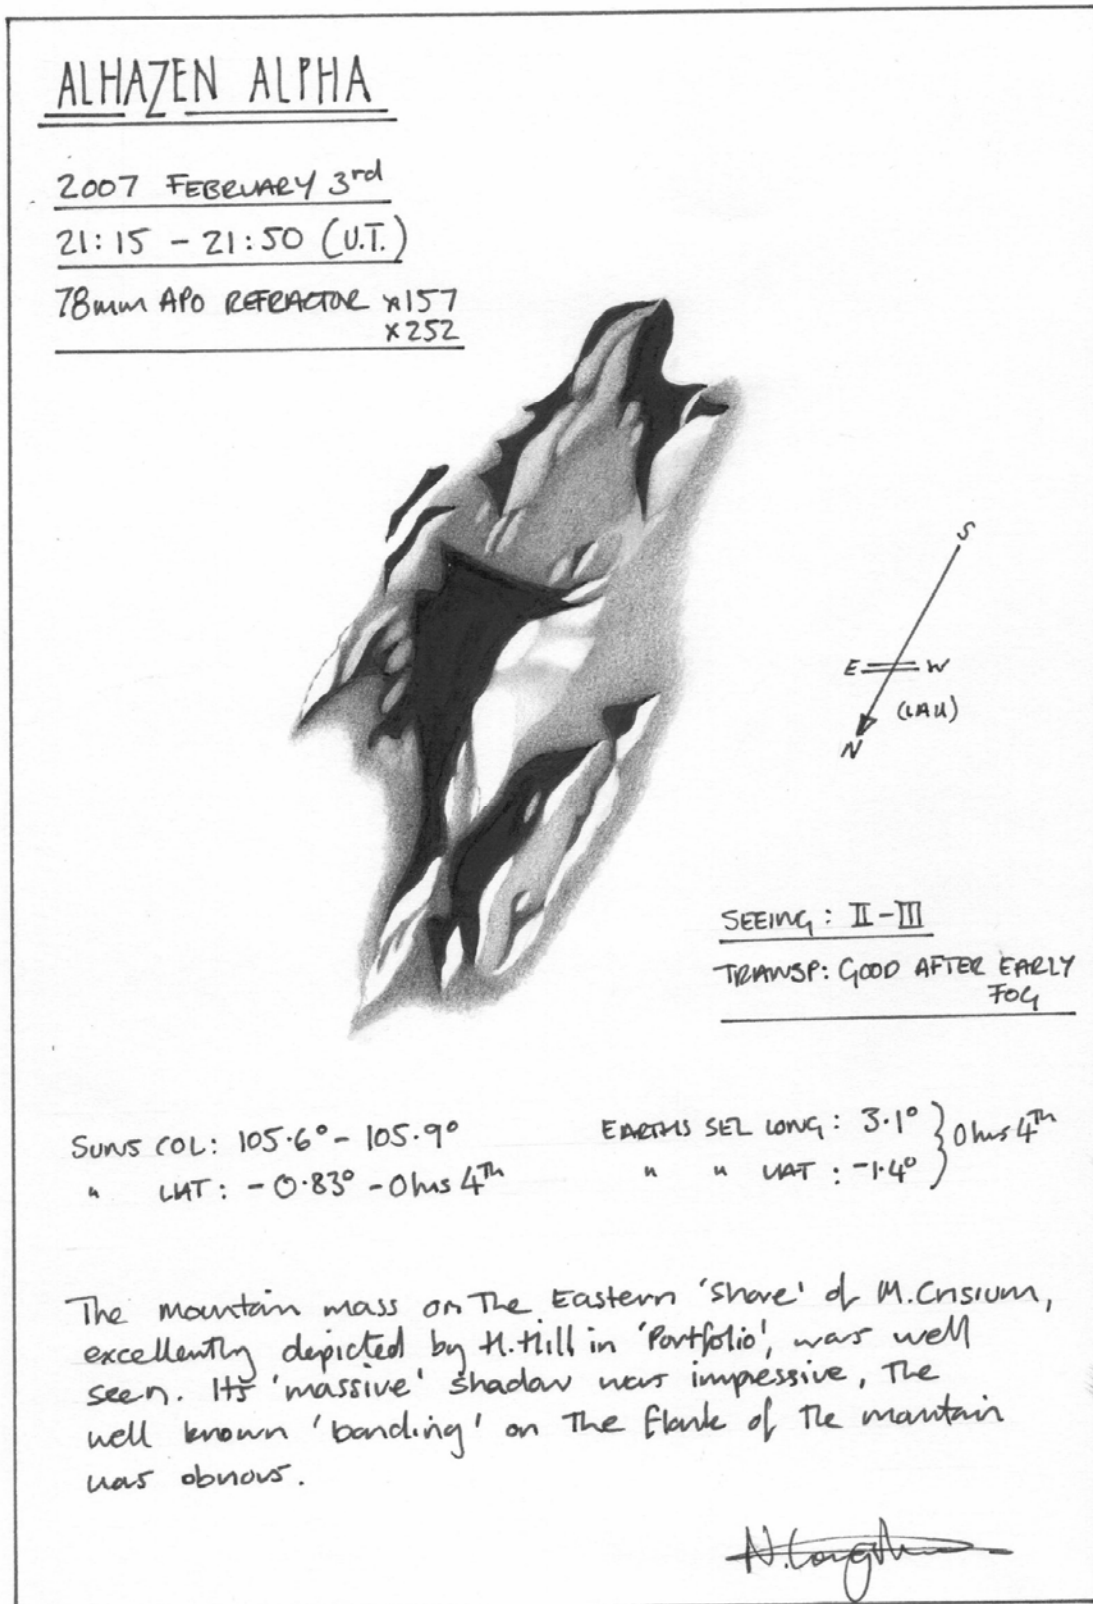 ALHAZEN ALPHA
2007 FEBRUARY 3rd
21:15 - 21:50 (U.T.)
78mm APO REFRACTOR x157
x252
S
E W
(IAU)
N
SEEING: II-III
TRANSP: GOOD AFTER EARLY
FOG
SUNS COL: 105.6° - 105.9°
" LAT: -0.83° - 0hrs 4Th
EARTHS SEL LONG: 3.1°
" " LAT: -1.4°
} 0hrs 4Th
The mountain mass on The Eastern 'Shore' of M.Crisium,
excellently depicted by H.Hill in 'Portfolio', was well
seen. Its 'massive' shadow was impressive, The
well known 'banding' on The flank of The mountain
was obvious.